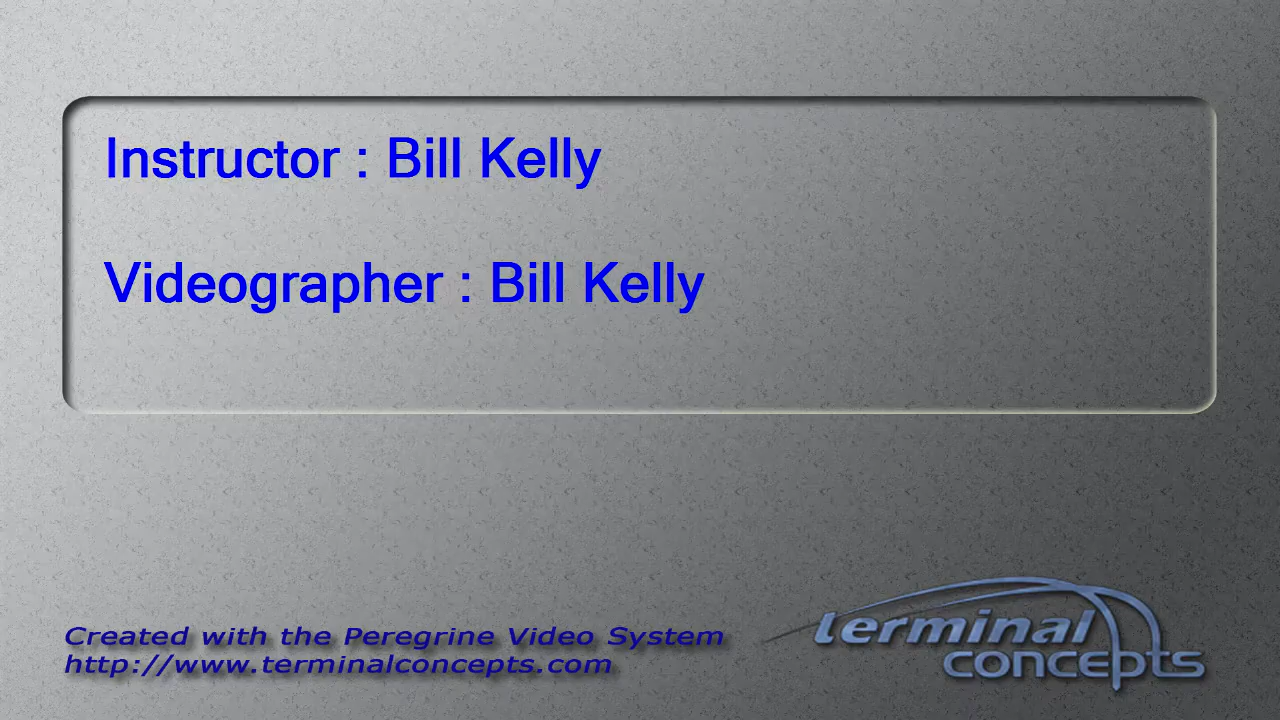 Instructor : Bill Kelly
Videographer : Bill Kelly
Created with the Peregrine Video System
http://www.terminalconcepts.com
terminal
concepts